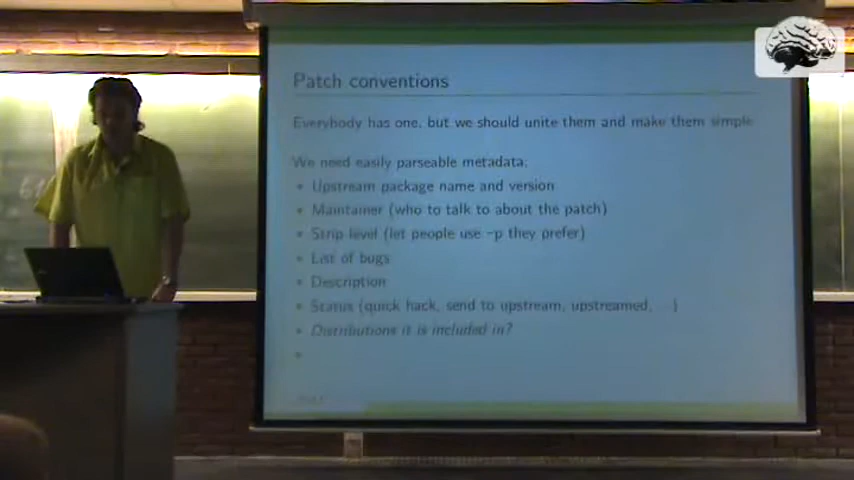 Patch conventions
Everybody has one, but we should unite them and make them simple
We need easily parseable metadata:
• Upstream package name and version
• Maintainer (who to talk to about the patch)
• Strip level (let people use -p they prefer)
• List of bugs
• Description
• Status (quick hack, send to upstream, upstreamed, ... )
• Distributions it is included in?
•